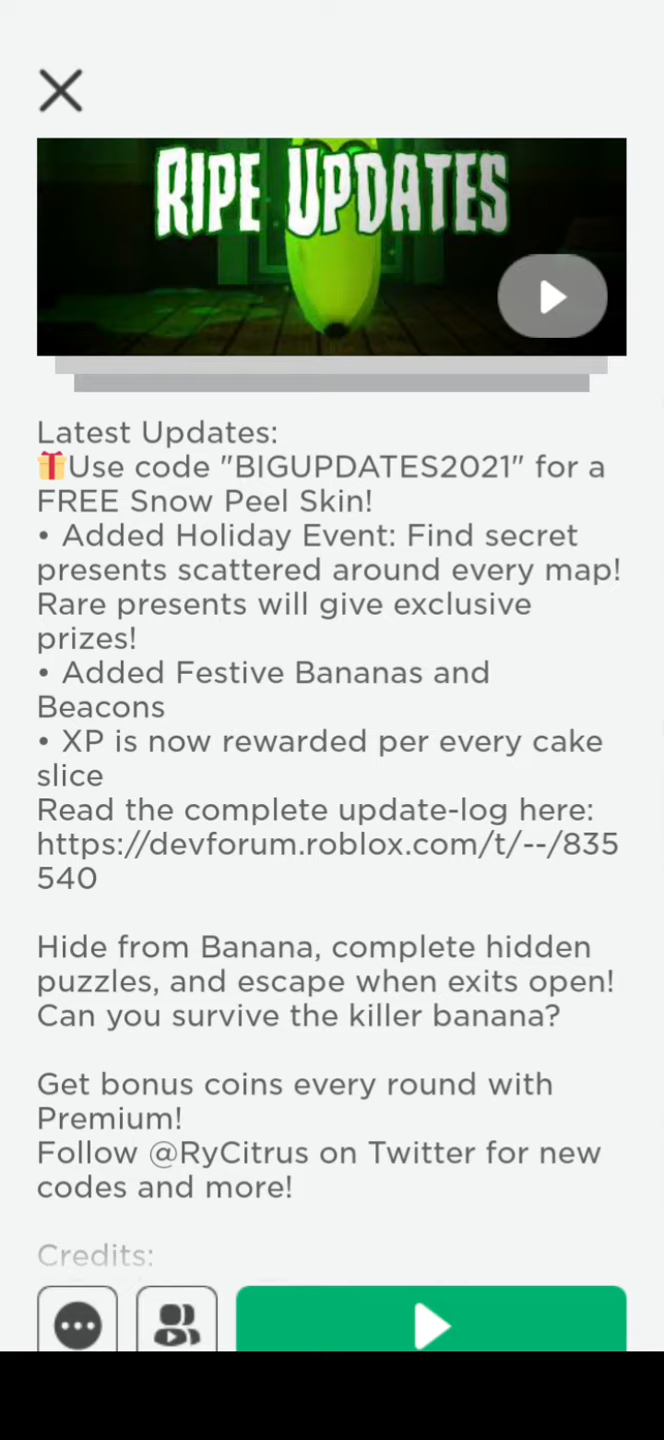 RIPE UPDATES
Latest Updates:
🎁Use code "BIGUPDATES2021" for a
FREE Snow Peel Skin!
• Added Holiday Event: Find secret
presents scattered around every map!
Rare presents will give exclusive
prizes!
• Added Festive Bananas and
Beacons
• XP is now rewarded per every cake
slice
Read the complete update-log here:
https://devforum.roblox.com/t/--/835
540
Hide from Banana, complete hidden
puzzles, and escape when exits open!
Can you survive the killer banana?
Get bonus coins every round with
Premium!
Follow @RyCitrus on Twitter for new
codes and more!
Credits: